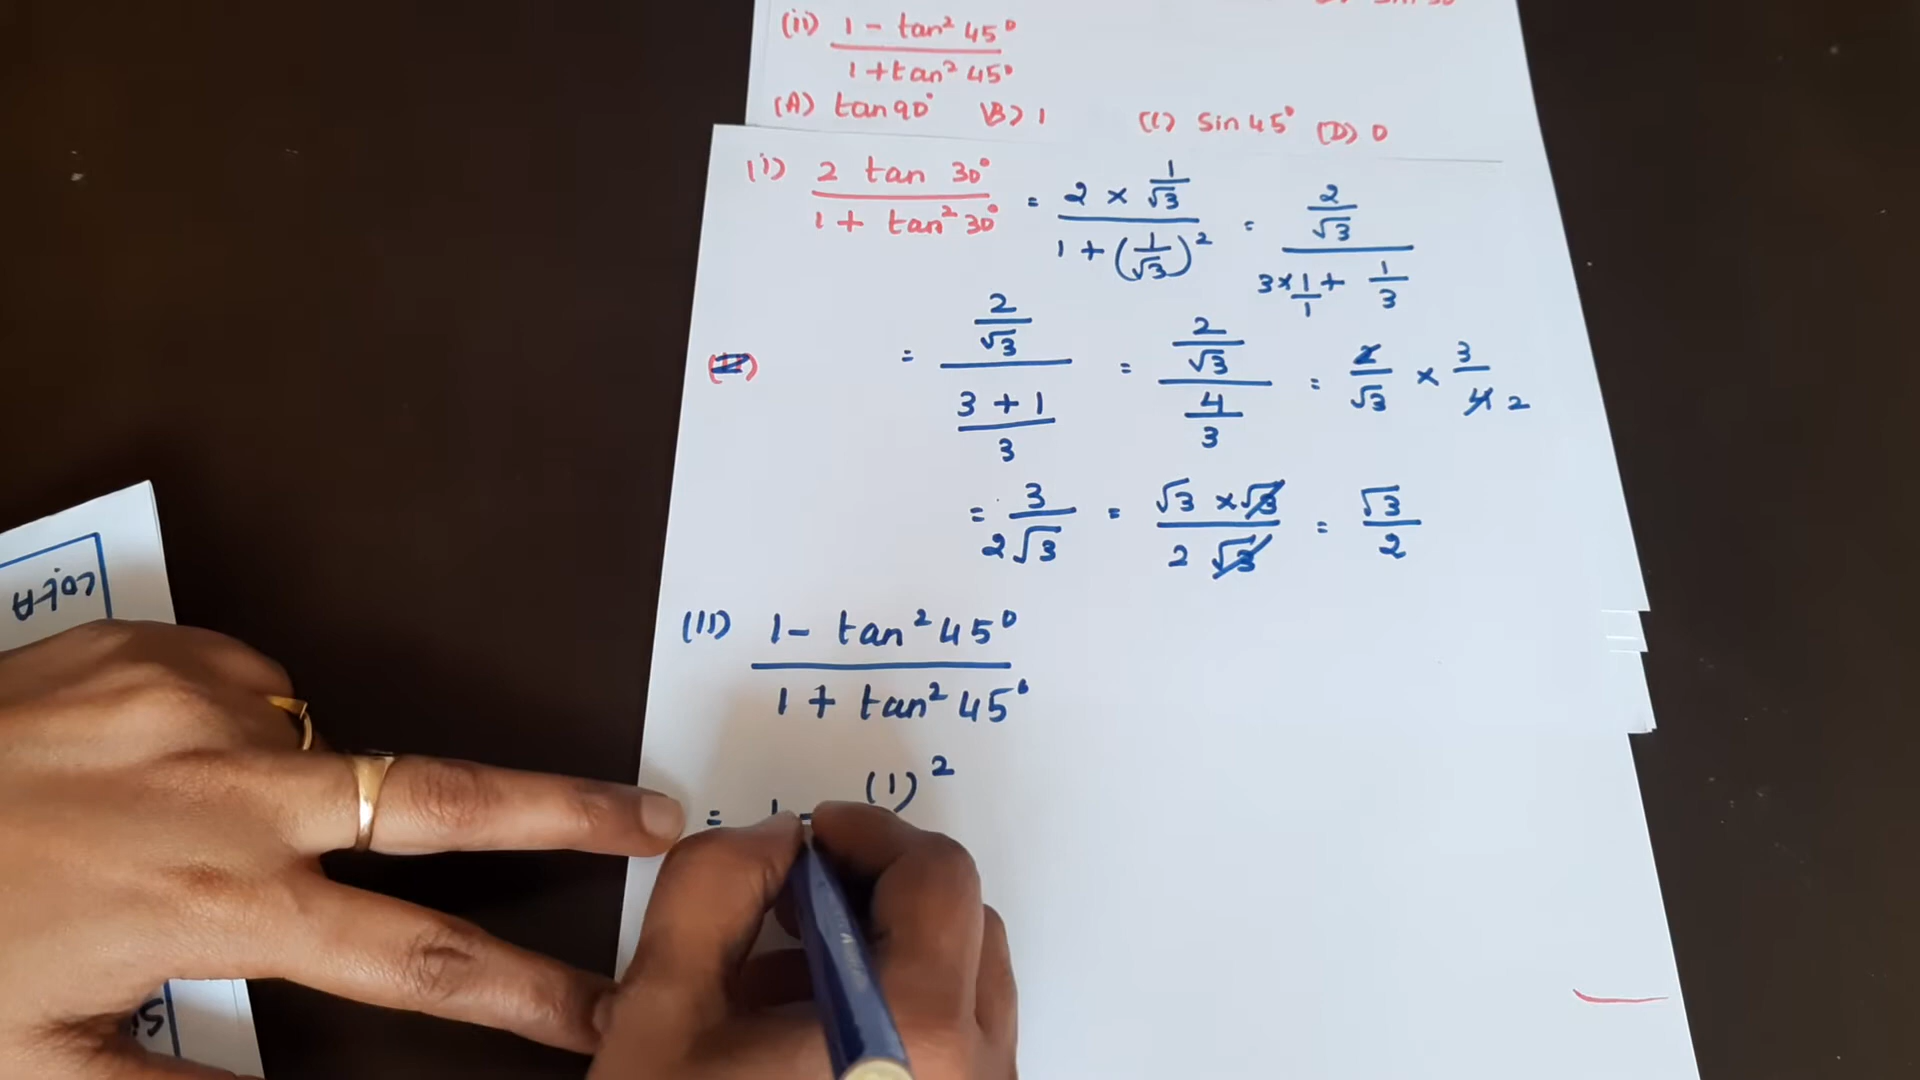 (ii) 1 - tan² 45°
1 + tan² 45°
(A) tan 90° (B) 1 (C) sin 45° (D) 0
(i) 2 tan 30° = 2 × 1/√3 = 2/√3
1 + tan² 30° 1 + (1/√3)² 3 × 1/1 + 1/3
= 2/√3 = 2/√3 = 2/√3 × 3/4 2
3 + 1 4
3 3
= 3 = √3 × √3 = √3
2√3 2 √3 2
(II) 1 - tan² 45°
1 + tan² 45°
= 1 - (1)²